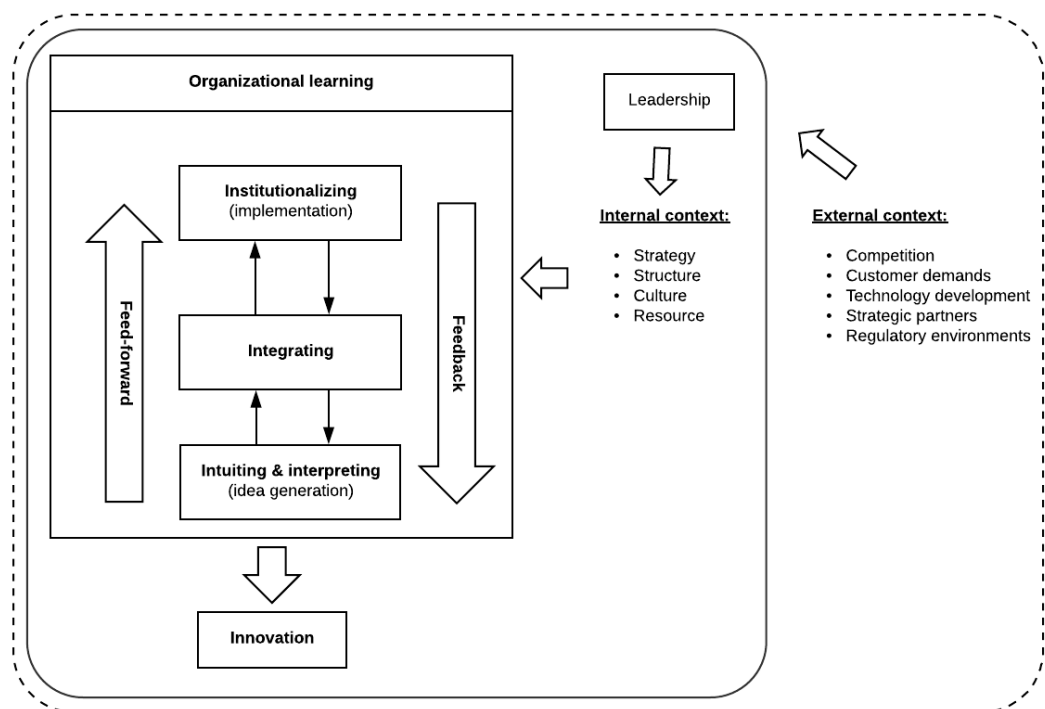 Organizational learning
Institutionalizing
(implementation)
Feed-forward
Integrating
Feedback
Intuiting & interpreting
(idea generation)
Innovation
Leadership
Internal context:
• Strategy
• Structure
• Culture
• Resource
External context:
• Competition
• Customer demands
• Technology development
• Strategic partners
• Regulatory environments